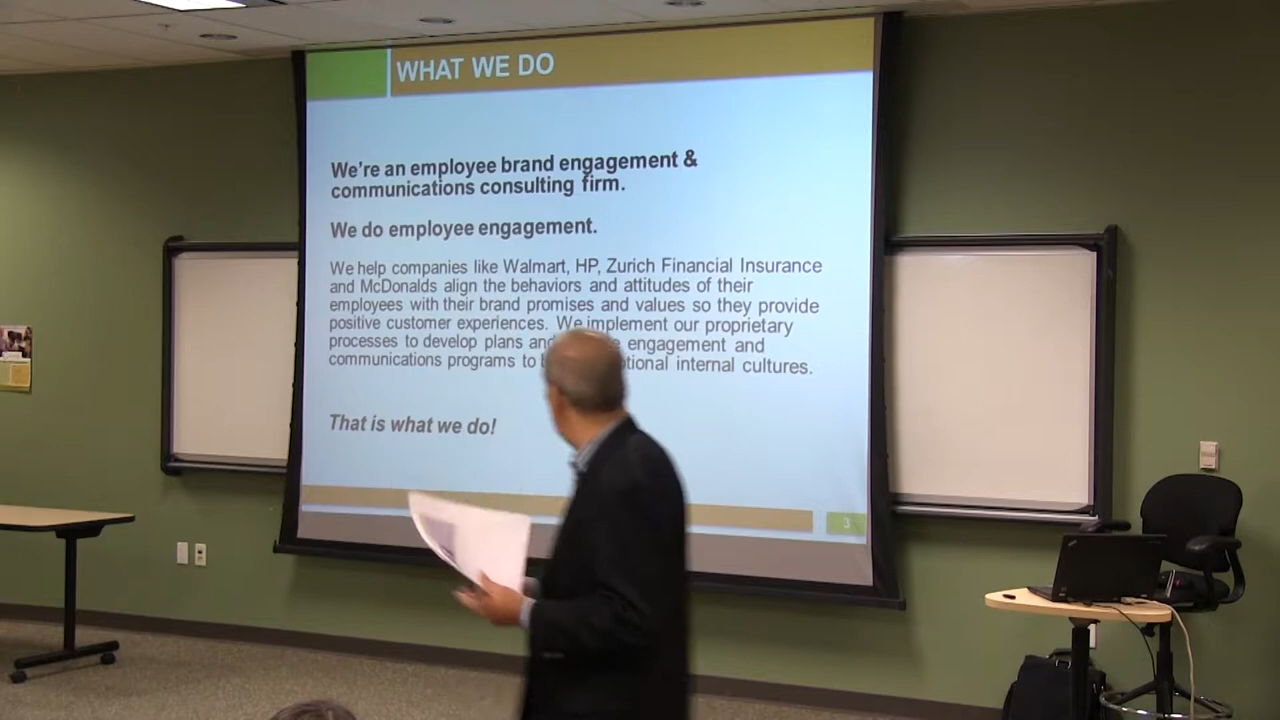 WHAT WE DO
We're an employee brand engagement &
communications consulting firm.
We do employee engagement.
We help companies like Walmart, HP, Zurich Financial Insurance
and McDonalds align the behaviors and attitudes of their
employees with their brand promises and values so they provide
positive customer experiences. We implement our proprietary
processes to develop plans and engagement and
communications programs to internal cultures.
That is what we do!
3